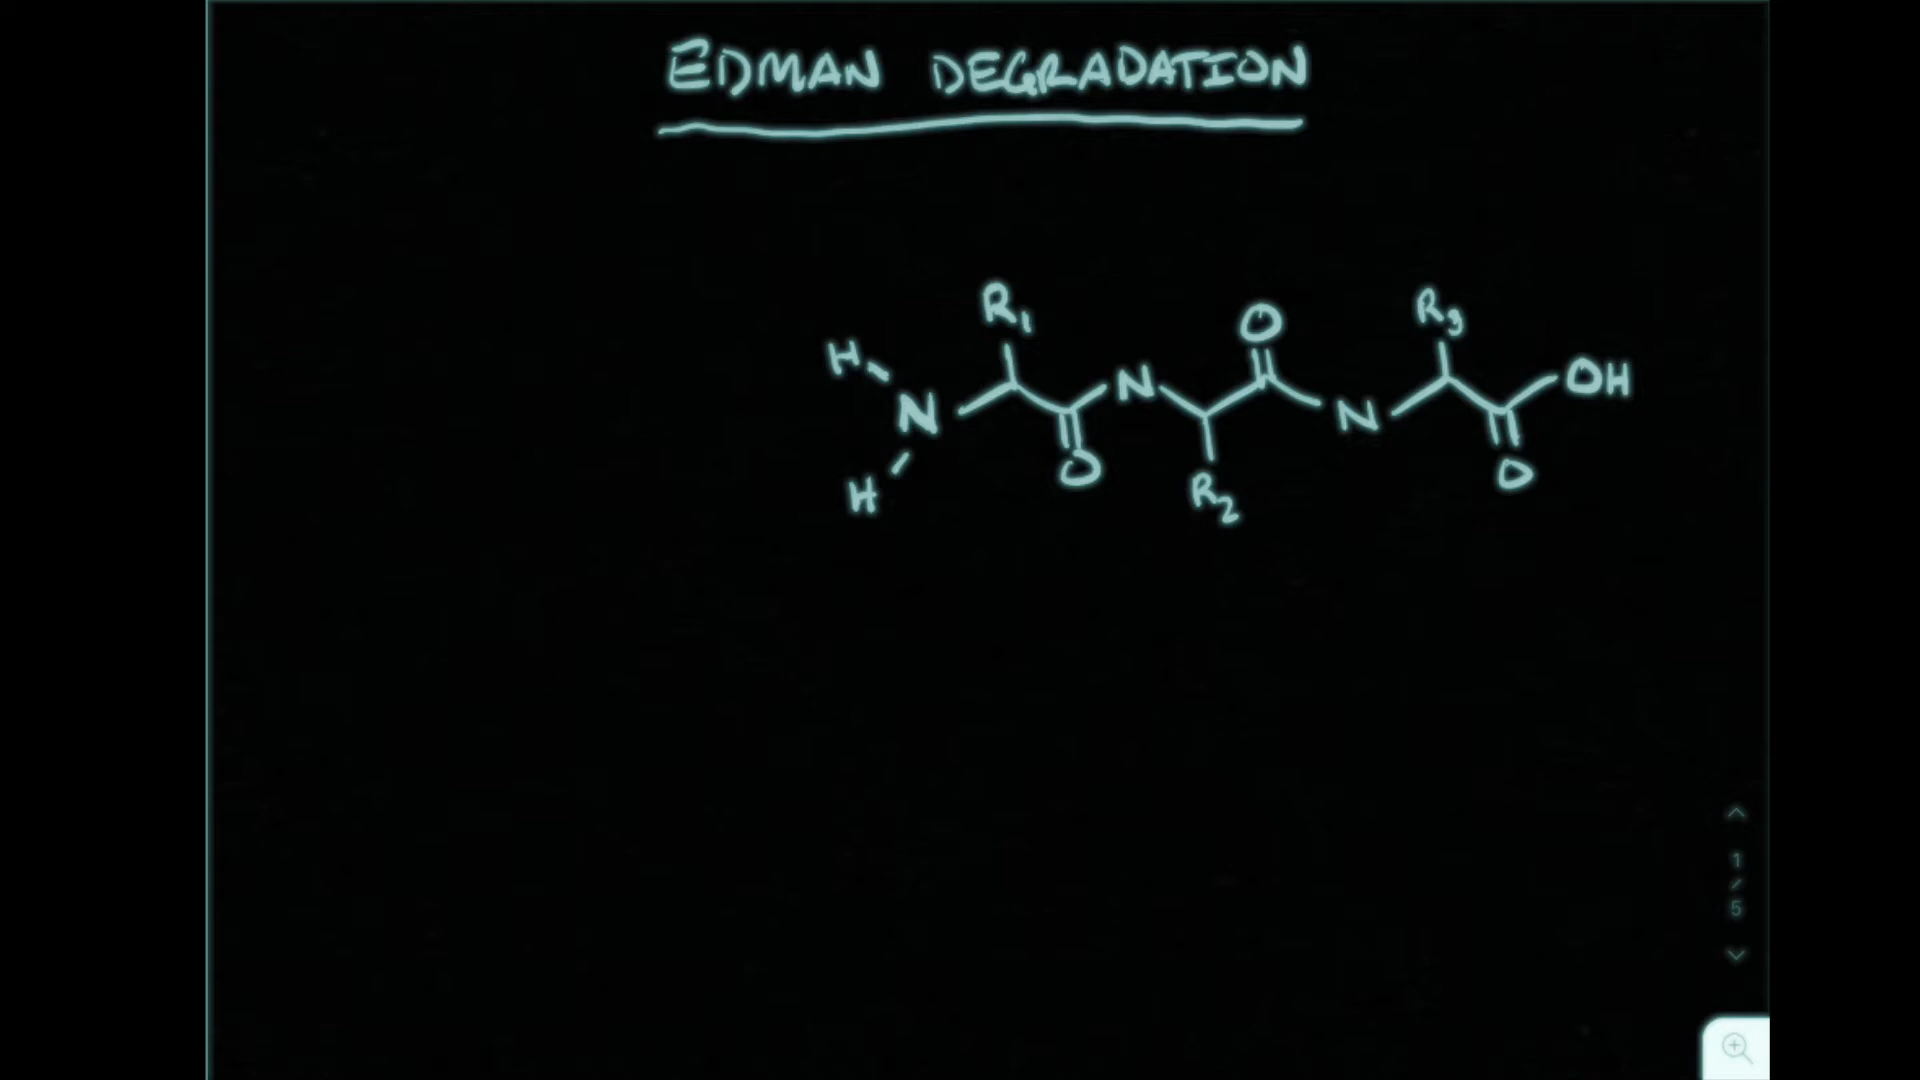 EDMAN DEGRADATION
R1 O R3
H N N N OH
H O R2 O
1
/
5